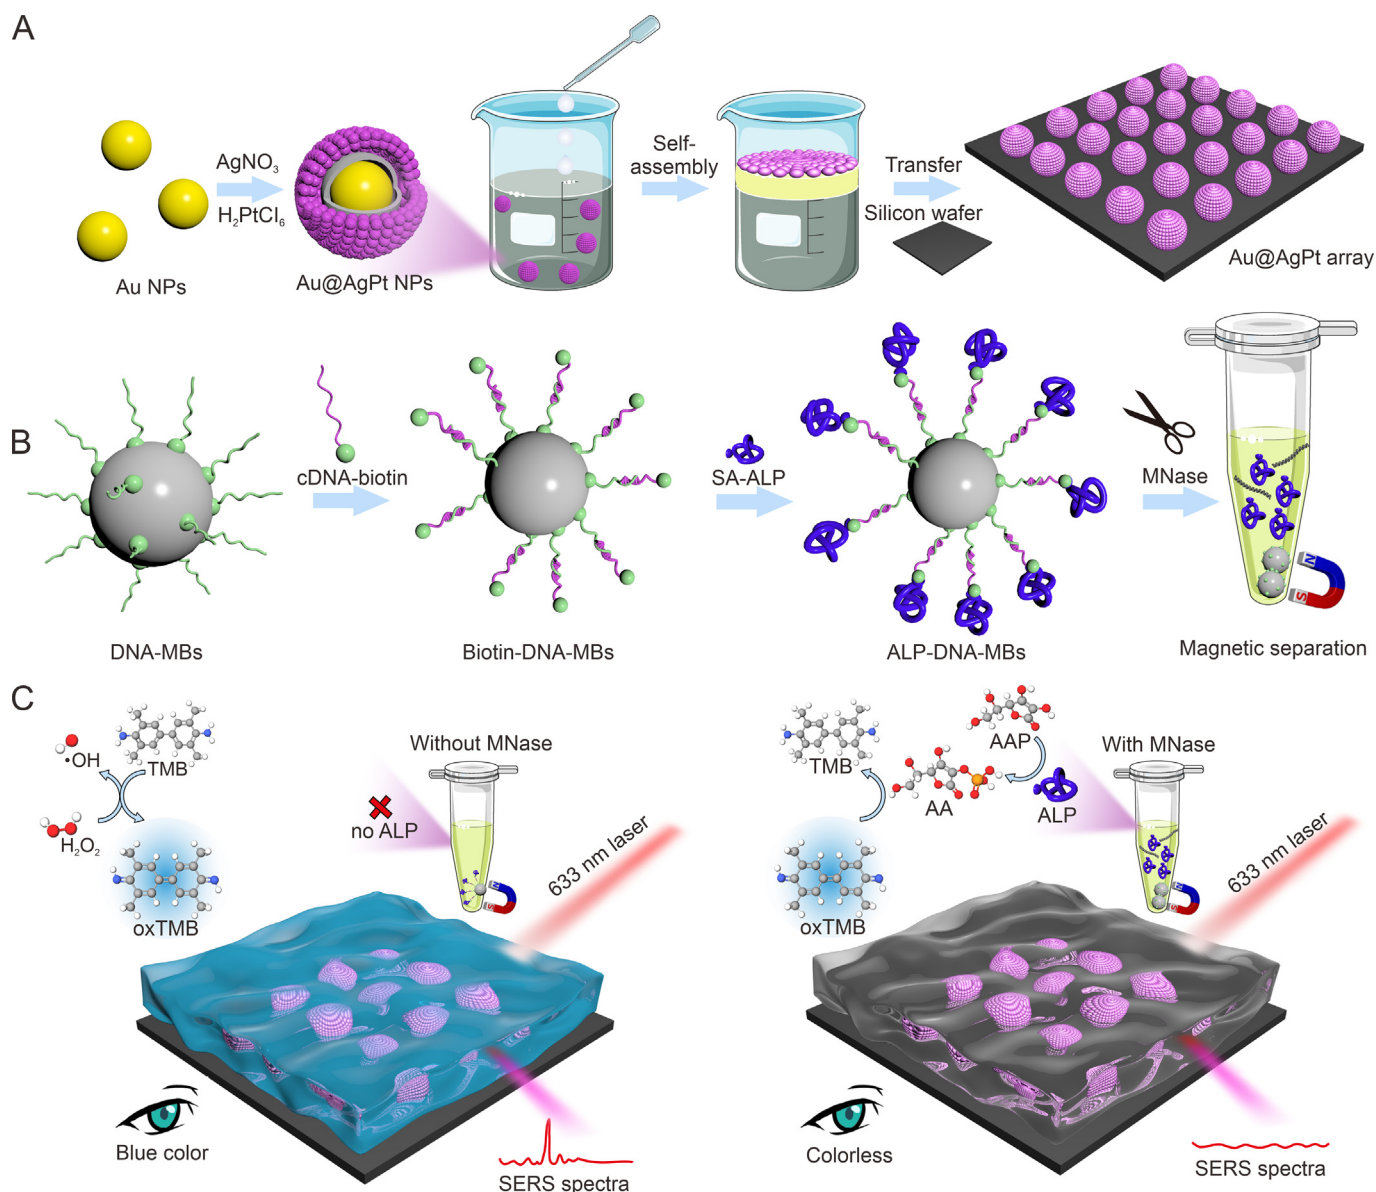 A
Au NPs
AgNO₃
H₂PtCl₆
Au@AgPt NPs
Self-
assembly
Transfer
Silicon wafer
Au@AgPt array
B
DNA-MBs
cDNA-biotin
Biotin-DNA-MBs
SA-ALP
ALP-DNA-MBs
MNase
N
S
Magnetic separation
C
•OH
TMB
H₂O₂
oxTMB
Without MNase
no ALP
N
S
633 nm laser
Blue color
SERS spectra
TMB
oxTMB
AAP
AA
ALP
With MNase
N
S
633 nm laser
Colorless
SERS spectra